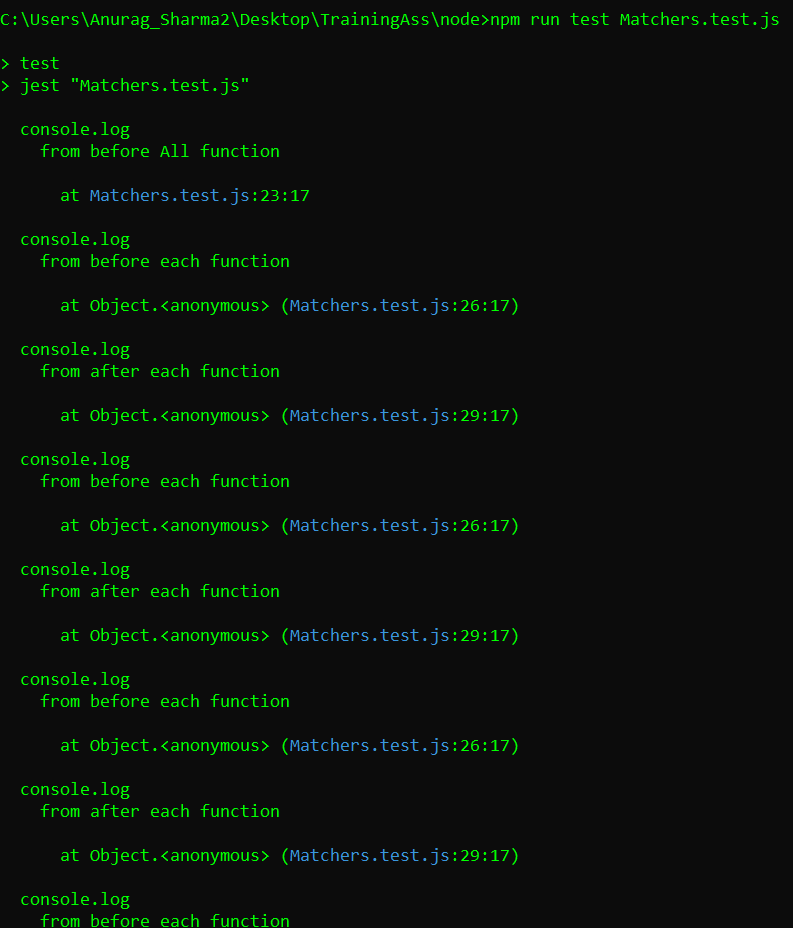 C:\Users\Anurag_Sharma2\Desktop\TrainingAss\node>npm run test Matchers.test.js
> test
> jest "Matchers.test.js"
console.log
from before All function
at Matchers.test.js:23:17
console.log
from before each function
at Object.<anonymous> (Matchers.test.js:26:17)
console.log
from after each function
at Object.<anonymous> (Matchers.test.js:29:17)
console.log
from before each function
at Object.<anonymous> (Matchers.test.js:26:17)
console.log
from after each function
at Object.<anonymous> (Matchers.test.js:29:17)
console.log
from before each function
at Object.<anonymous> (Matchers.test.js:26:17)
console.log
from after each function
at Object.<anonymous> (Matchers.test.js:29:17)
console.log
from before each function